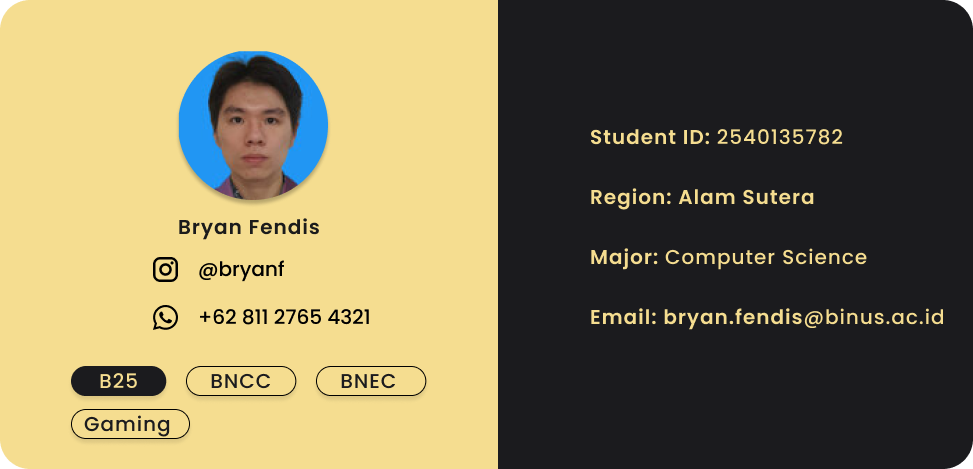 Bryan Fendis
@bryanf
+62 811 2765 4321
B25
BNCC
BNEC
Gaming
Student ID: 2540135782
Region: Alam Sutera
Major: Computer Science
Email: bryan.fendis@binus.ac.id